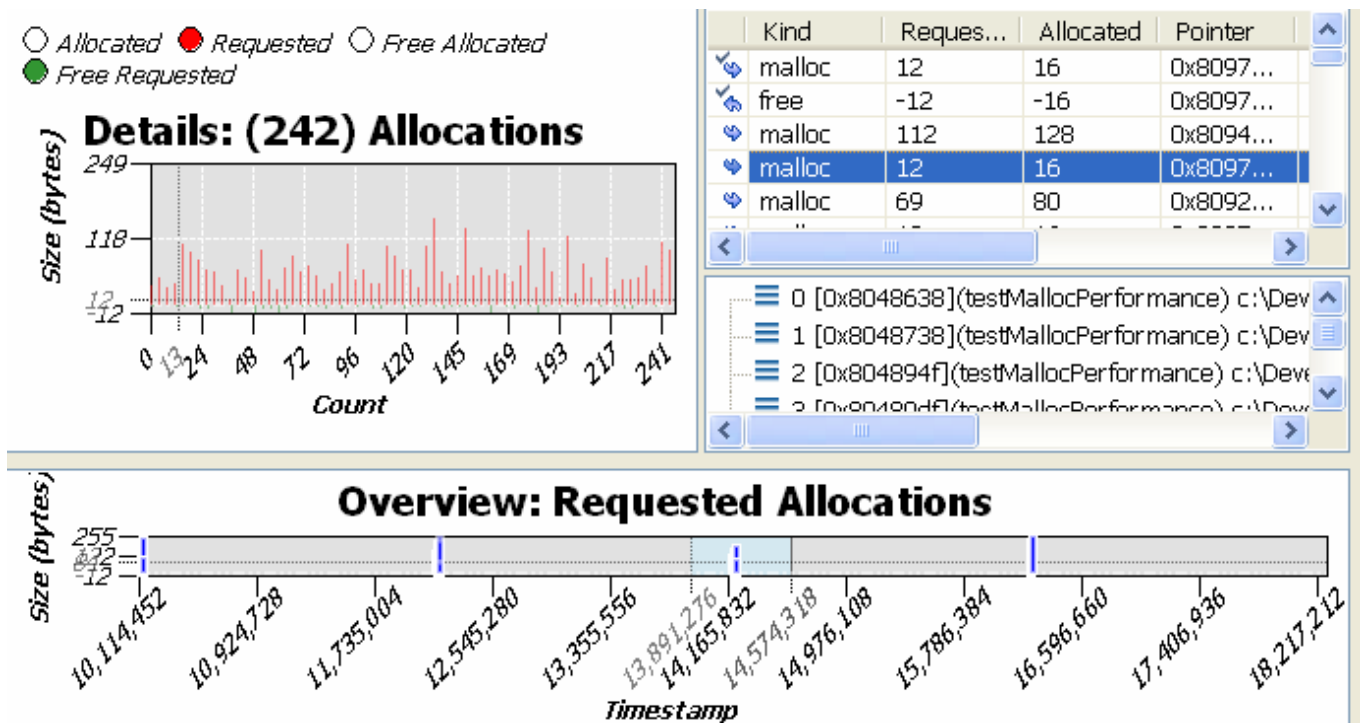 Allocated Requested Free Allocated
Free Requested
Details: (242) Allocations
Size (bytes)
249
118
12
-12
0 13 24 48 72 96 120 145 169 193 217 241
Count
Kind Reques... Allocated Pointer
malloc 12 16 0x8097...
free -12 -16 0x8097...
malloc 112 128 0x8094...
malloc 12 16 0x8097...
malloc 69 80 0x8092...
0 [0x8048638](testMallocPerformance) c:\Dev
1 [0x8048738](testMallocPerformance) c:\Dev
2 [0x804894f](testMallocPerformance) c:\Deve
3 [0x80480df](testMallocPerformance) c:\Deve
Overview: Requested Allocations
Size (bytes)
255
-12
10,114,452 10,924,728 11,735,004 12,545,280 13,355,556 13,891,276 14,165,832 14,574,318 14,976,108 15,786,384 16,596,660 17,406,936 18,217,212
Timestamp